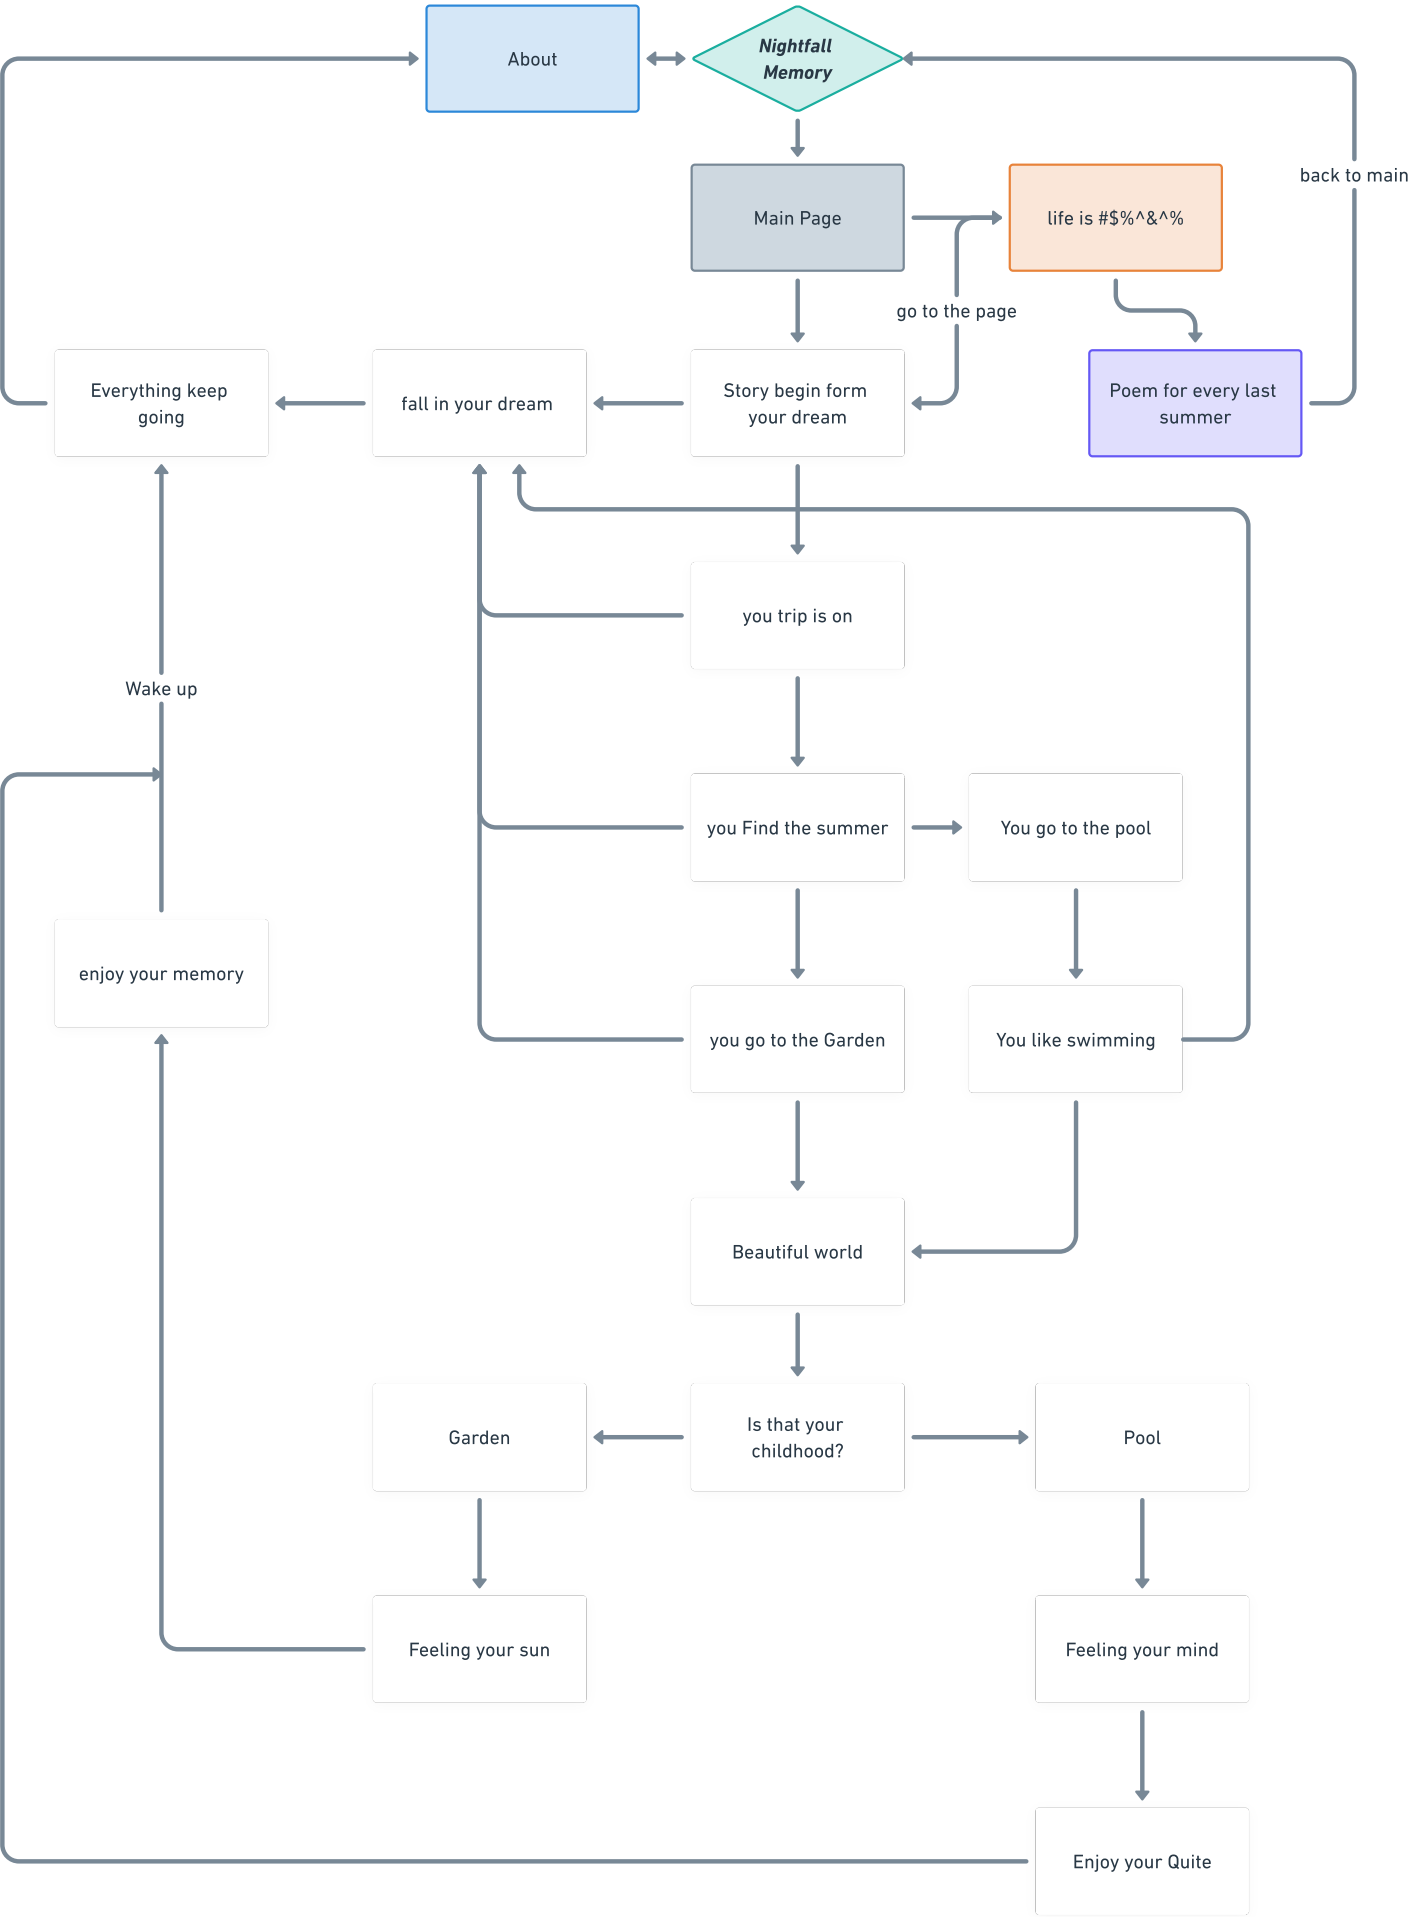 About
Nightfall
Memory
back to main
Main Page
life is #$%^&^%
go to the page
Everything keep
going
fall in your dream
Story begin form
your dream
Poem for every last
summer
you trip is on
Wake up
you Find the summer
You go to the pool
enjoy your memory
you go to the Garden
You like swimming
Beautiful world
Garden
Is that your
childhood?
Pool
Feeling your sun
Feeling your mind
Enjoy your Quite